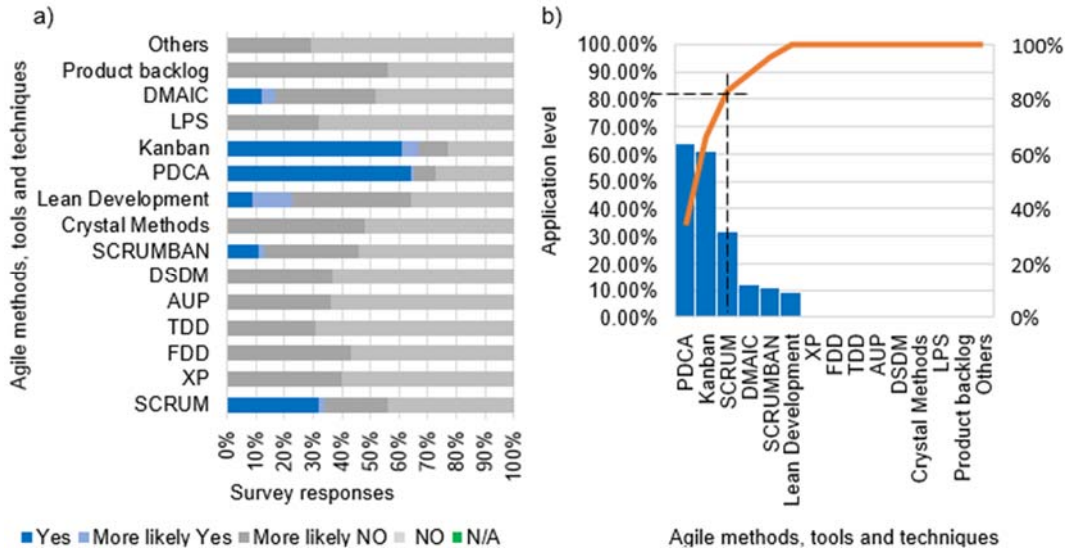 a)
Agile methods, tools and techniques
Others
Product backlog
DMAIC
LPS
Kanban
PDCA
Lean Development
Crystal Methods
SCRUMBAN
DSDM
AUP
TDD
FDD
XP
SCRUM
0%
10%
20%
30%
40%
50%
60%
70%
80%
90%
100%
Survey responses
Yes More likely Yes More likely NO NO N/A
b)
Application level
100.00% 100%
90.00%
80.00% 80%
70.00%
60.00% 60%
50.00%
40.00% 40%
30.00%
20.00% 20%
10.00%
0.00% 0%
PDCA
Kanban
SCRUM
DMAIC
SCRUMBAN
Lean Development
XP
FDD
TDD
AUP
DSDM
Crystal Methods
LPS
Product backlog
Others
Agile methods, tools and techniques